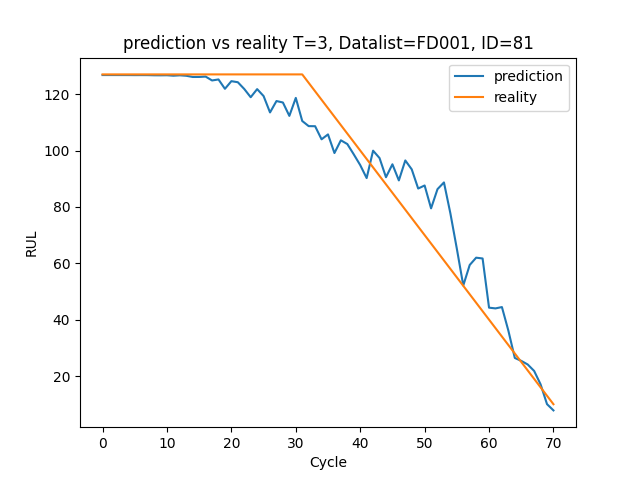 prediction vs reality T=3, Datalist=FD001, ID=81
prediction
reality
RUL
120
100
80
60
40
20
0 10 20 30 40 50 60 70
Cycle